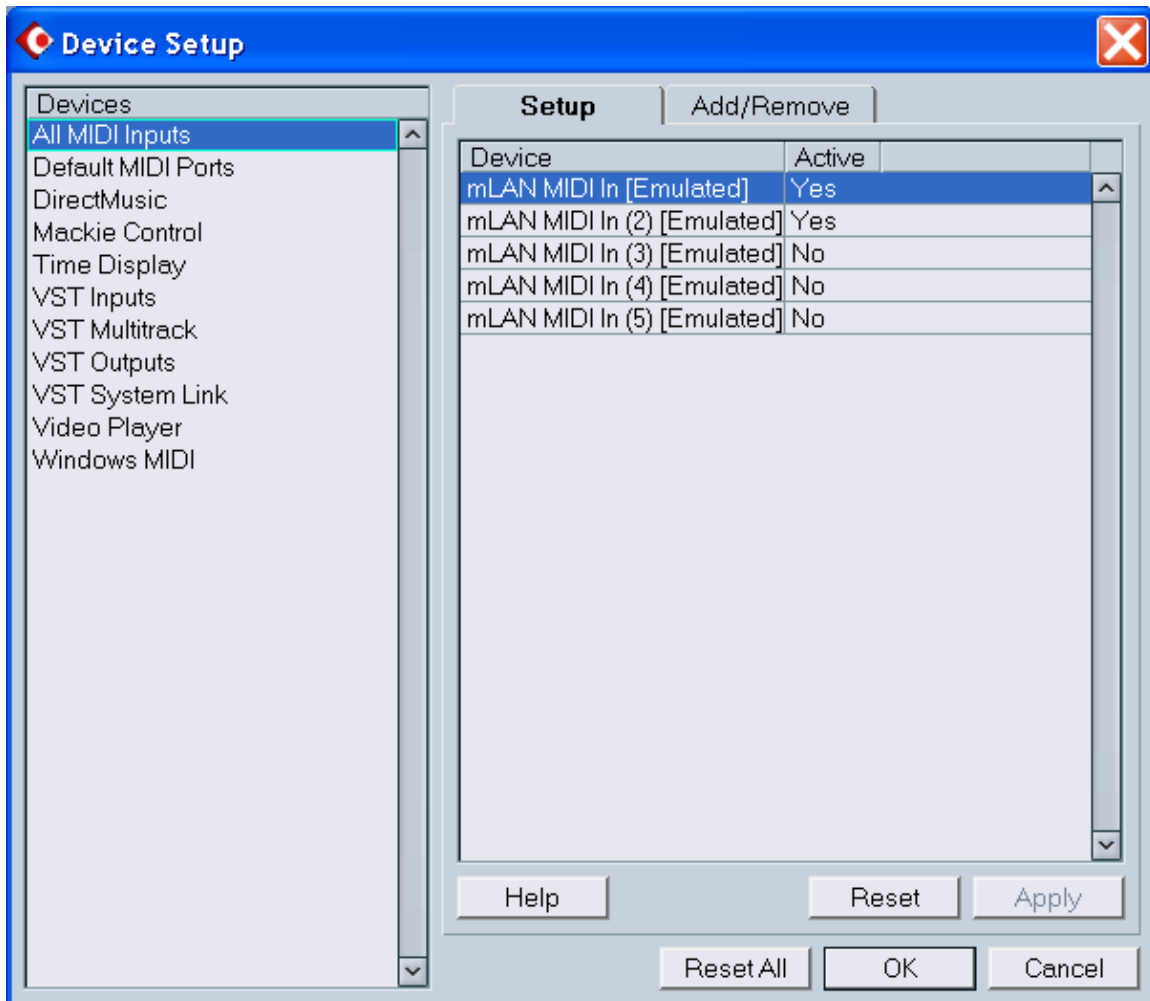 Device Setup
Devices
All MIDI Inputs
Default MIDI Ports
DirectMusic
Mackie Control
Time Display
VST Inputs
VST Multitrack
VST Outputs
VST System Link
Video Player
Windows MIDI
Setup Add/Remove
Device Active
mLAN MIDI In [Emulated] Yes
mLAN MIDI In (2) [Emulated] Yes
mLAN MIDI In (3) [Emulated] No
mLAN MIDI In (4) [Emulated] No
mLAN MIDI In (5) [Emulated] No
Help Reset Apply
Reset All OK Cancel